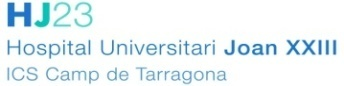 HJ23
Hospital Universitari Joan XXIII
ICS Camp de Tarragona